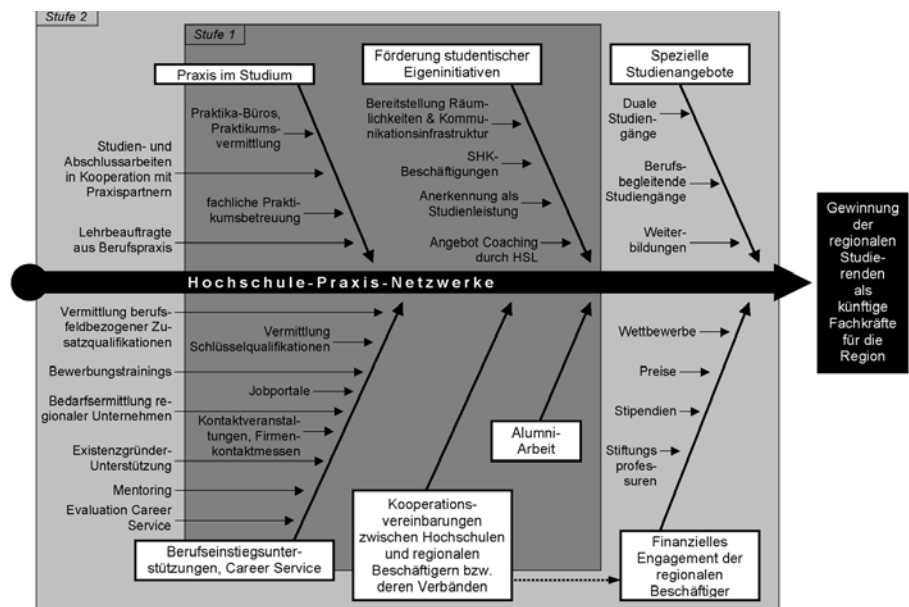 Stufe 2
Stufe 1
Praxis im Studium
Förderung studentischer
Eigeninitiativen
Spezielle
Studienangebote
Praktika-Büros,
Praktikums-
vermittlung
Studien- und
Abschlussarbeiten
in Kooperation mit
Praxispartnern
fachliche Prakti-
kumsbetreuung
Lehrbeauftragte
aus Berufspraxis
Bereitstellung Räum-
lichkeiten & Kommu-
nikationsinfrastruktur
SHK-
Beschäftigungen
Anerkennung als
Studienleistung
Angebot Coaching
durch HSL
Duale
Studien-
gänge
Berufs-
begleitende
Studiengänge
Weiter-
bildungen
Hochschule-Praxis-Netzwerke
Gewinnung
der
regionalen
Studie-
renden
als
künftige
Fachkräfte
für die
Region
Vermittlung berufs-
feldbezogener Zu-
satzqualifikationen
Vermittlung
Schlüsselqualifikationen
Bewerbungstrainings
Jobportale
Bedarfsermittlung re-
gionaler Unternehmen
Kontaktveranstal-
tungen, Firmen-
kontaktmessen
Existenzgründer-
Unterstützung
Mentoring
Evaluation Career
Service
Berufseinstiegsunter-
stützungen, Career Service
Kooperations-
vereinbarungen
zwischen Hochschulen
und regionalen
Beschäftigern bzw.
deren Verbänden
Alumni-
Arbeit
Wettbewerbe
Preise
Stipendien
Stiftungs
profes-
suren
Finanzielles
Engagement der
regionalen
Beschäftiger